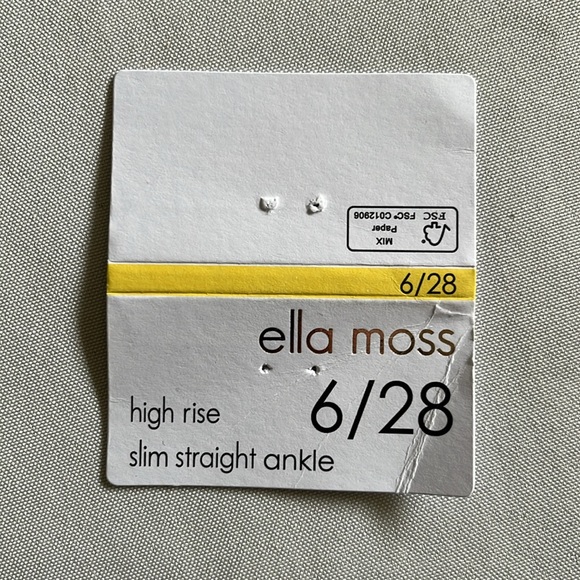 MIX
Paper
FSC® C012906
FSC
6/28
ella moss
6/28
high rise
slim straight ankle